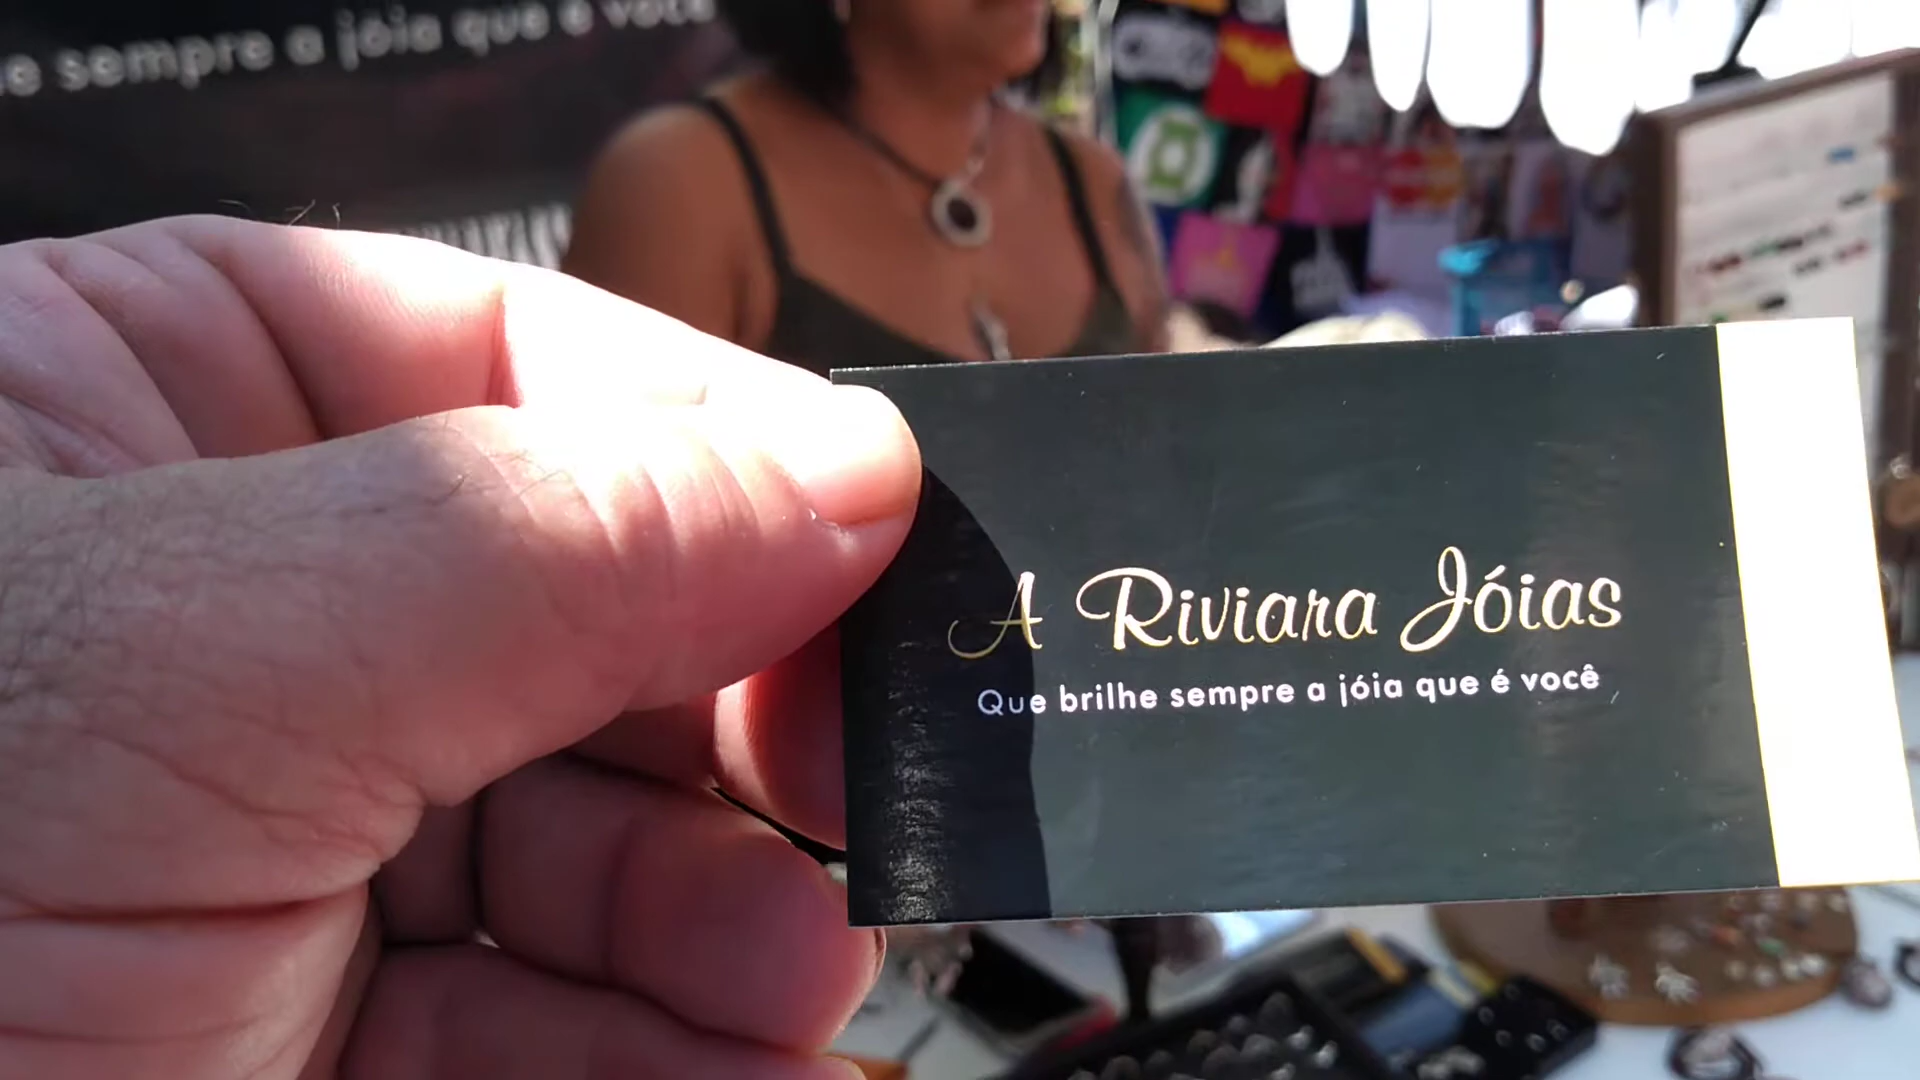 e sempre a jóia que é você
A Riviara Jóias
Que brilhe sempre a jóia que é você